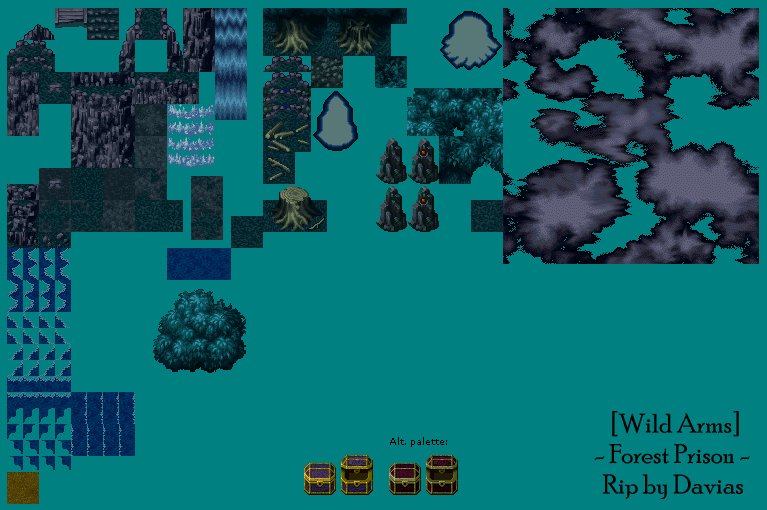 Alt. palette:
[Wild Arms]
~ Forest Prison ~
Rip by Davias